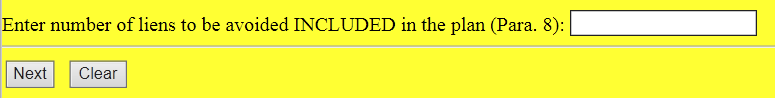 Enter number of liens to be avoided INCLUDED in the plan (Para. 8):
Next Clear